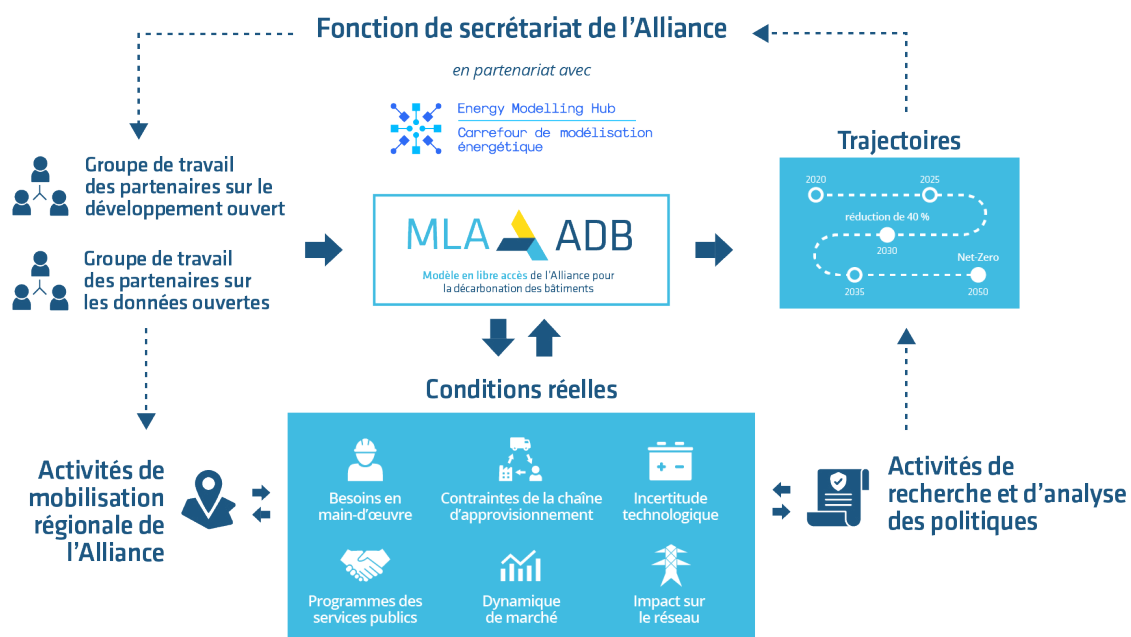 Fonction de secrétariat de l'Alliance
en partenariat avec
Energy Modelling Hub
Carrefour de modélisation
énergétique
Groupe de travail
des partenaires sur le
développement ouvert
Groupe de travail
des partenaires sur
les données ouvertes
MLA ADB
Modèle en libre accès de l'Alliance pour
la décarbonation des bâtiments
Trajectoires
2020
2025
réduction de 40 %
2030
Net-Zero
2035
2050
Conditions réelles
Besoins en
main-d'œuvre
Contraintes de la chaîne
d'approvisionnement
Incertitude
technologique
Programmes des
services publics
Dynamique
de marché
Impact sur
le réseau
Activités de
mobilisation
régionale de
l'Alliance
Activités de
recherche et d'analyse
des politiques